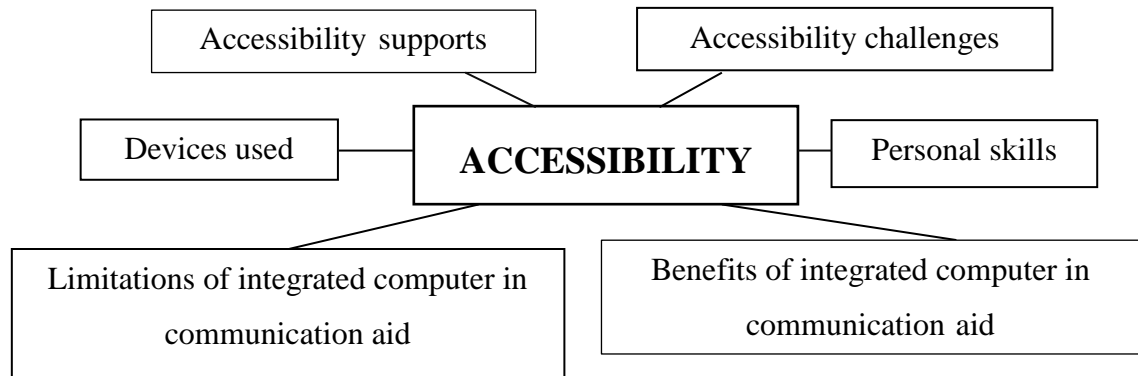 Accessibility supports
Accessibility challenges
Devices used
ACCESSIBILITY
Personal skills
Limitations of integrated computer in
communication aid
Benefits of integrated computer in
communication aid